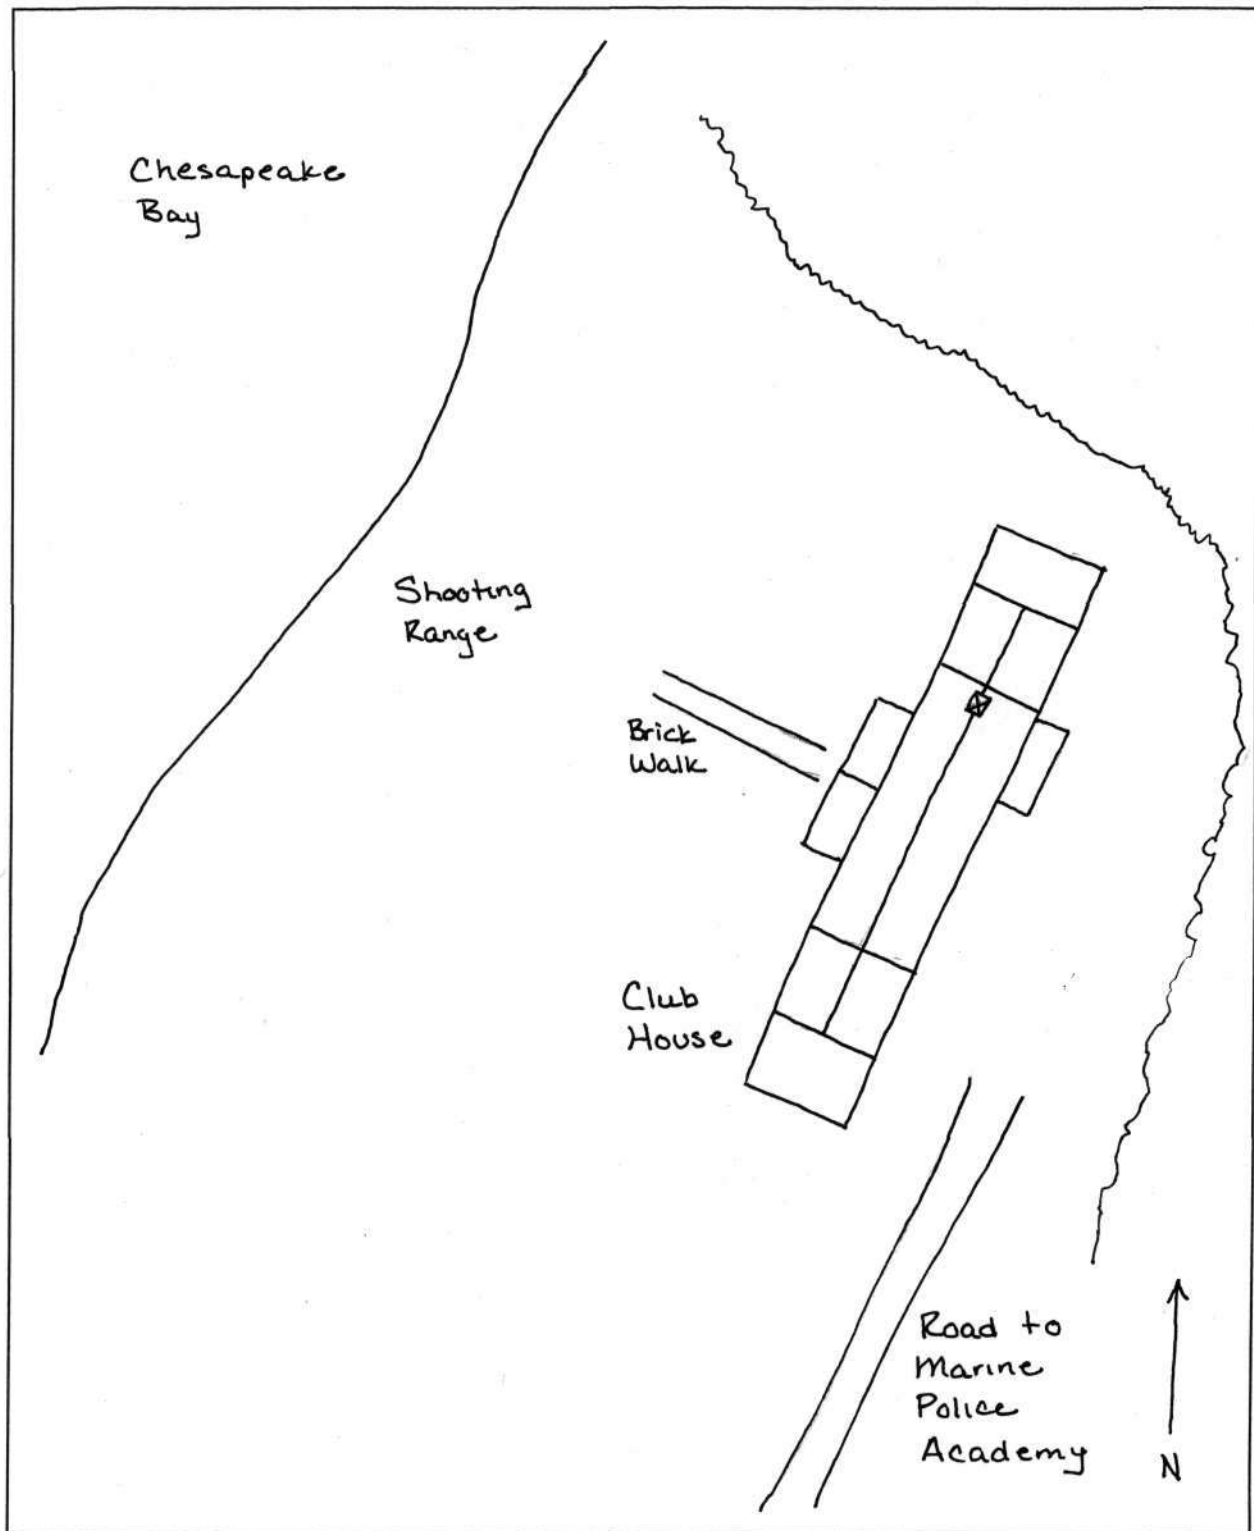 Chesapeake
Bay
Shooting
Range
Brick
Walk
Club
House
Road to
Marine
Police
Academy
N